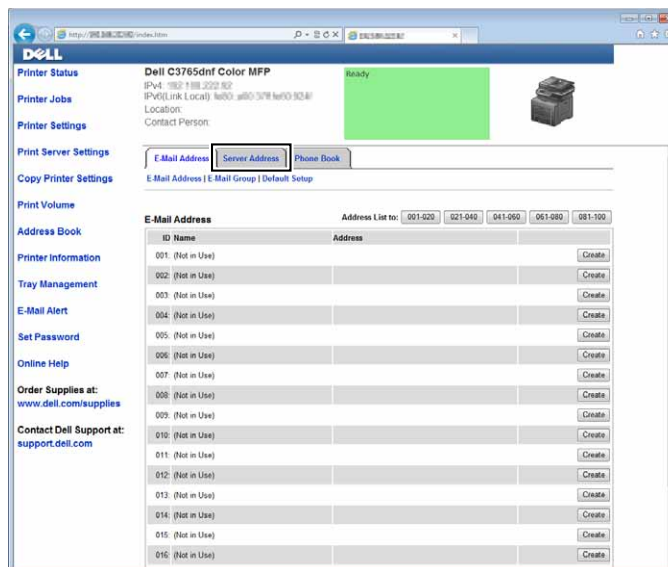 DELL
Printer Status
Printer Jobs
Printer Settings
Print Server Settings
Copy Printer Settings
Print Volume
Address Book
Printer Information
Tray Management
E-Mail Alert
Set Password
Online Help
Order Supplies at:
www.dell.com/supplies
Contact Dell Support at:
support.dell.com
Dell C3765dnf Color MFP
IPv4:
IPv6(Link Local):
Location:
Contact Person:
Ready
E-Mail Address Server Address Phone Book
E-Mail Address | E-Mail Group | Default Setup
E-Mail Address Address List to: 001-020 021-040 041-060 061-080 081-100
ID Name Address
001: (Not in Use) Create
002: (Not in Use) Create
003: (Not in Use) Create
004: (Not in Use) Create
005: (Not in Use) Create
006: (Not in Use) Create
007: (Not in Use) Create
008: (Not in Use) Create
009: (Not in Use) Create
010: (Not in Use) Create
011: (Not in Use) Create
012: (Not in Use) Create
013: (Not in Use) Create
014: (Not in Use) Create
015: (Not in Use) Create
016: (Not in Use) Create